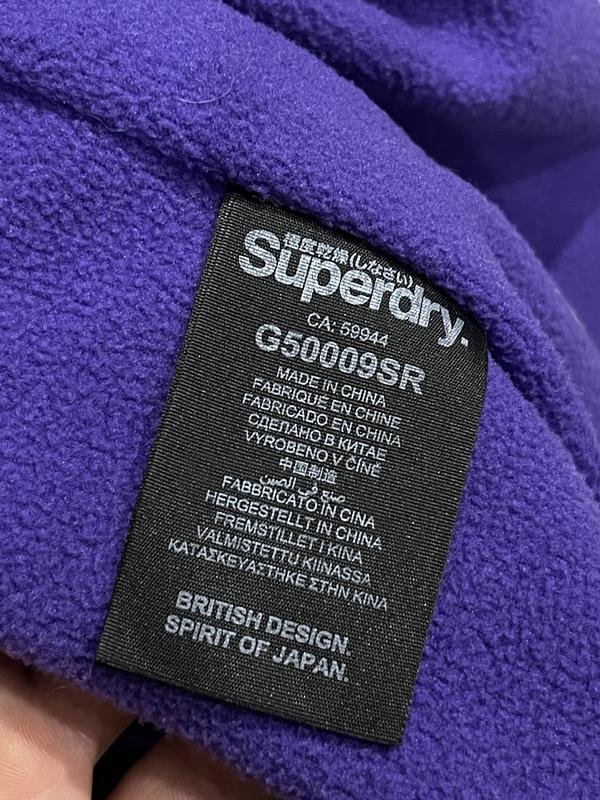 極度乾燥(しなさい)
Superdry.
CA: 59944
G50009SR
MADE IN CHINA
FABRIQUÉ EN CHINE
FABRICADO EN CHINA
СДЕЛАНО В КИТАЕ
VYROBENO V ČÍNĚ
中国制造
صنع في الصين
FABBRICATO IN CINA
HERGESTELLT IN CHINA
FREMSTILLET I KINA
VALMISTETTU KIINASSA
ΚΑΤΑΣΚΕΥΑΣΤΗΚΕ ΣΤΗΝ ΚΙΝΑ
BRITISH DESIGN.
SPIRIT OF JAPAN.